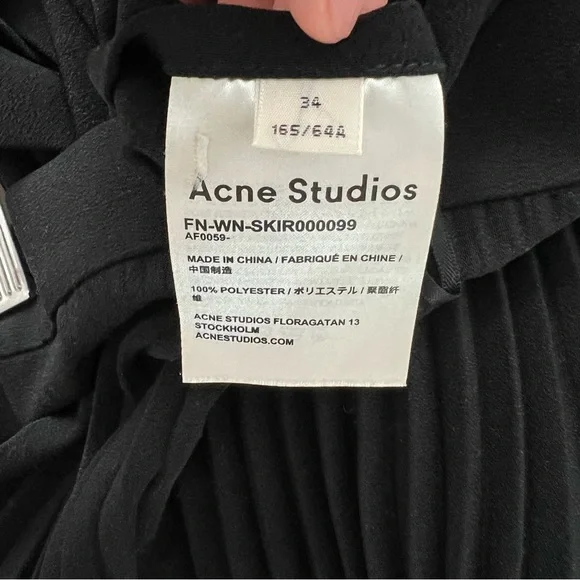 34
165/64A
Acne Studios
FN-WN-SKIR000099
AF0059-
MADE IN CHINA / FABRIQUÉ EN CHINE /
中国制造
100% POLYESTER / ポリエステル / 聚酯纤
维
ACNE STUDIOS FLORAGATAN 13
STOCKHOLM
ACNESTUDIOS.COM